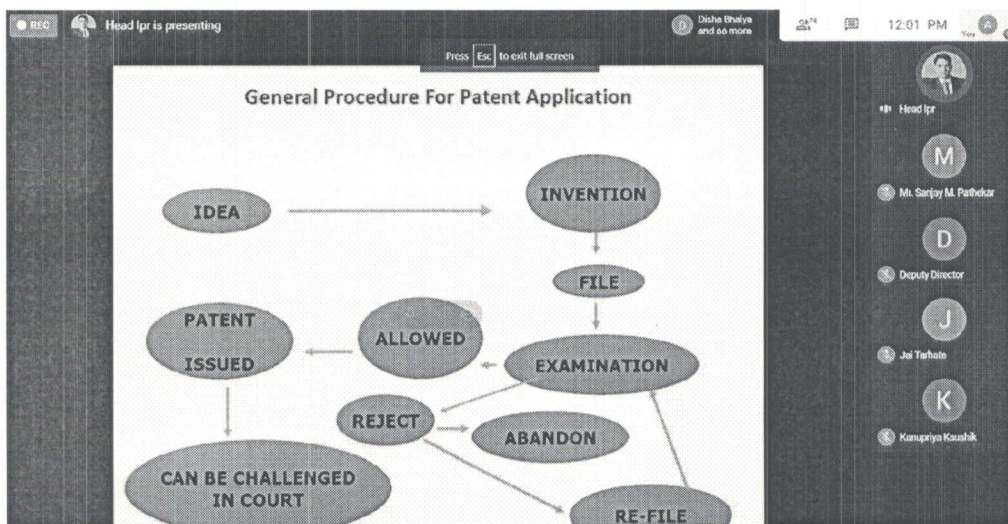 REC
Head Ipr is presenting
D
Disha Bhaiya
and 66 more
74
12:01 PM
You
A
Press Esc to exit full screen
General Procedure For Patent Application
IDEA
INVENTION
FILE
PATENT
ISSUED
ALLOWED
EXAMINATION
REJECT
ABANDON
CAN BE CHALLENGED
IN COURT
RE-FILE
Head Ipr
M
Mr. Sanjay M. Pathekar
D
Deputy Director
J
Jai Tarhate
K
Kanupriya Kaushik